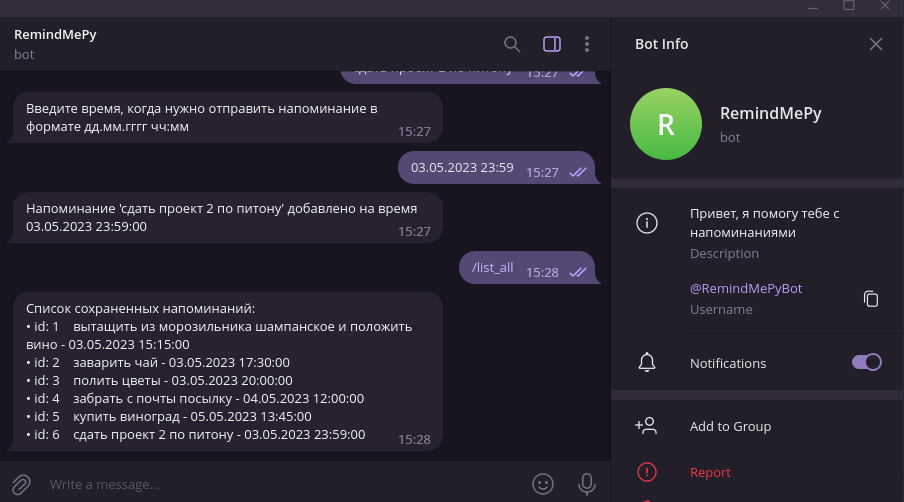 RemindMePy
bot
15:27
Введите время, когда нужно отправить напоминание в
формате дд.мм.гггг чч:мм
15:27
03.05.2023 23:59
15:27
Напоминание 'сдать проект 2 по питону' добавлено на время
03.05.2023 23:59:00
15:27
/list_all
15:28
Список сохраненных напоминаний:
• id: 1 вытащить из морозильника шампанское и положить
вино - 03.05.2023 15:15:00
• id: 2 заварить чай - 03.05.2023 17:30:00
• id: 3 полить цветы - 03.05.2023 20:00:00
• id: 4 забрать с почты посылку - 04.05.2023 12:00:00
• id: 5 купить виноград - 05.05.2023 13:45:00
• id: 6 сдать проект 2 по питону - 03.05.2023 23:59:00
15:28
Write a message...
Bot Info
R
RemindMePy
bot
Привет, я помогу тебе с
напоминаниями
Description
@RemindMePyBot
Username
Notifications
Add to Group
Report